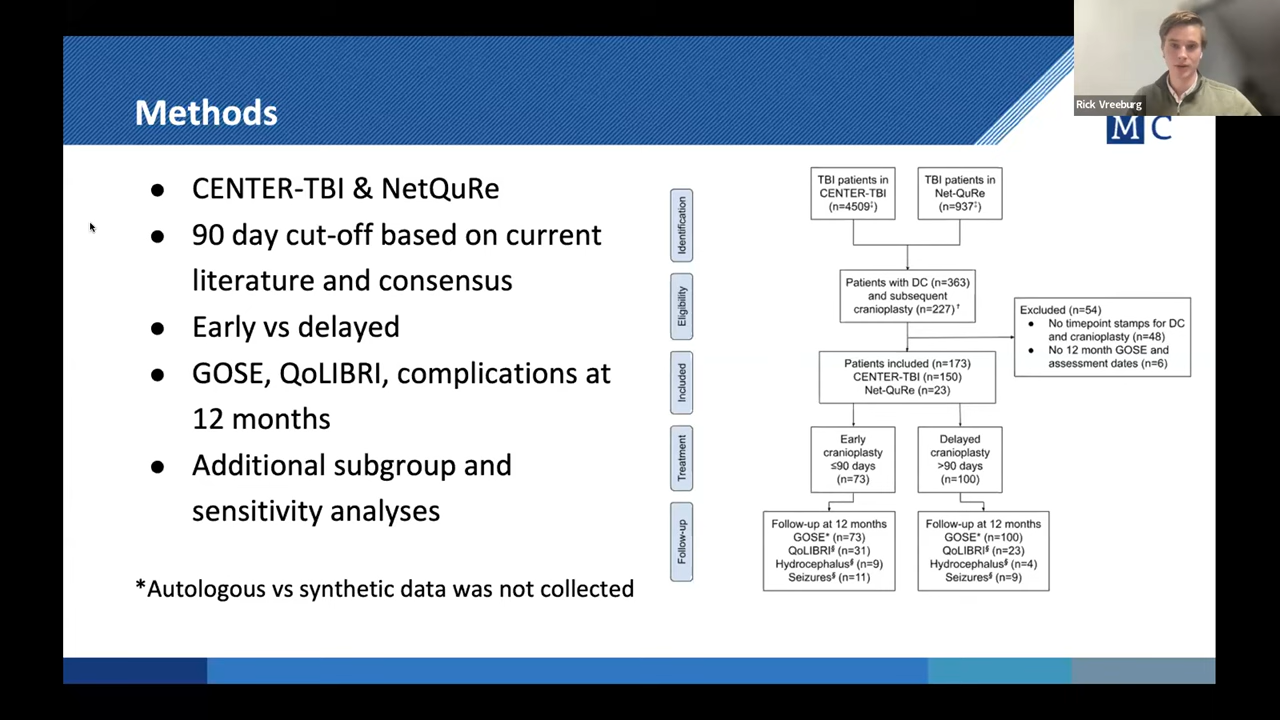 Rick Vreeburg
MC
Methods
● CENTER-TBI & NetQuRe
● 90 day cut-off based on current
literature and consensus
● Early vs delayed
● GOSE, QoLIBRI, complications at
12 months
● Additional subgroup and
sensitivity analyses
*Autologous vs synthetic data was not collected
Identification
Eligibility
Included
Treatment
Follow-up
TBI patients in
CENTER-TBI
(n=4509‡)
TBI patients in
Net-QuRe
(n=937‡)
Patients with DC (n=363)
and subsequent
cranioplasty (n=227)†
Excluded (n=54)
● No timepoint stamps for DC
and cranioplasty (n=48)
● No 12 month GOSE and
assessment dates (n=6)
Patients included (n=173)
CENTER-TBI (n=150)
Net-QuRe (n=23)
Early
cranioplasty
≤90 days
(n=73)
Delayed
cranioplasty
>90 days
(n=100)
Follow-up at 12 months
GOSE* (n=73)
QoLIBRI§ (n=31)
Hydrocephalus§ (n=9)
Seizures§ (n=11)
Follow-up at 12 months
GOSE* (n=100)
QoLIBRI§ (n=23)
Hydrocephalus§ (n=4)
Seizures§ (n=9)